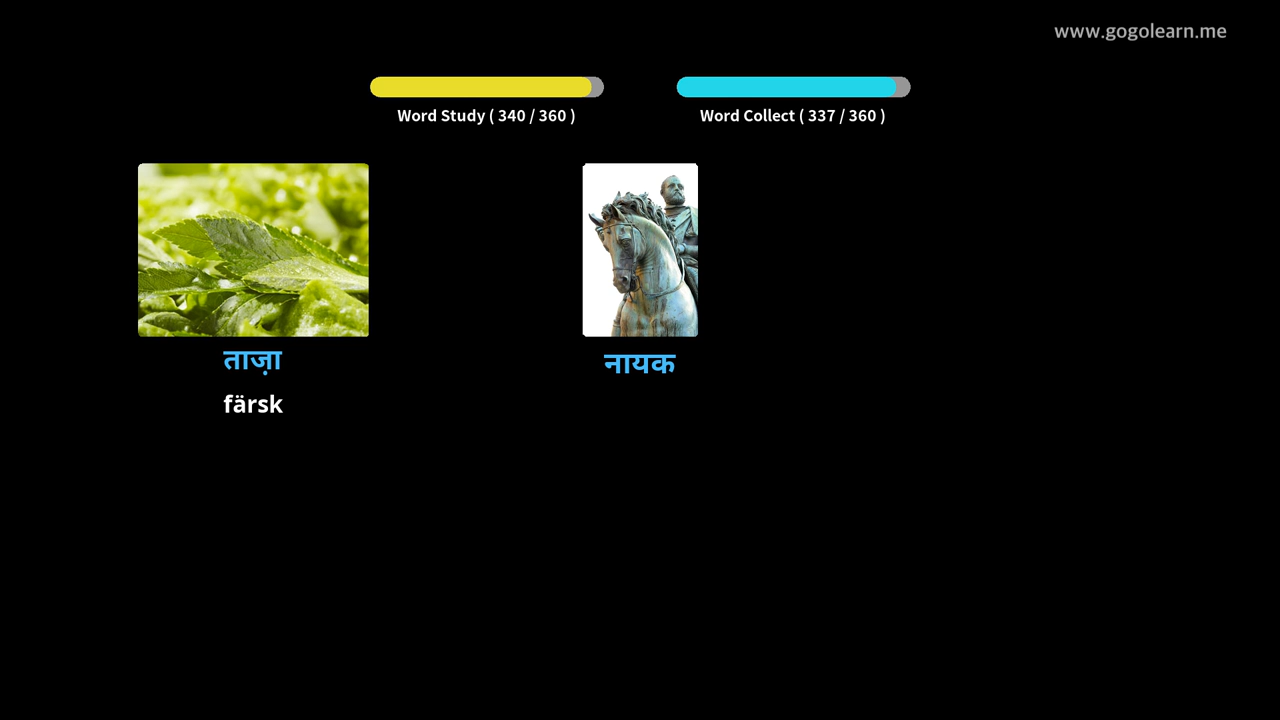 www.gogolearn.me
Word Study ( 340 / 360 )
Word Collect ( 337 / 360 )
ताज़ा
färsk
नायक